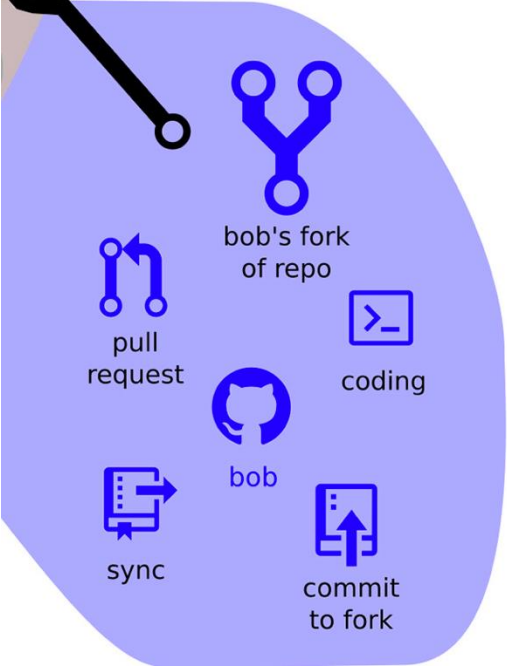 bob's fork
of repo
pull
request
coding
bob
sync
commit
to fork